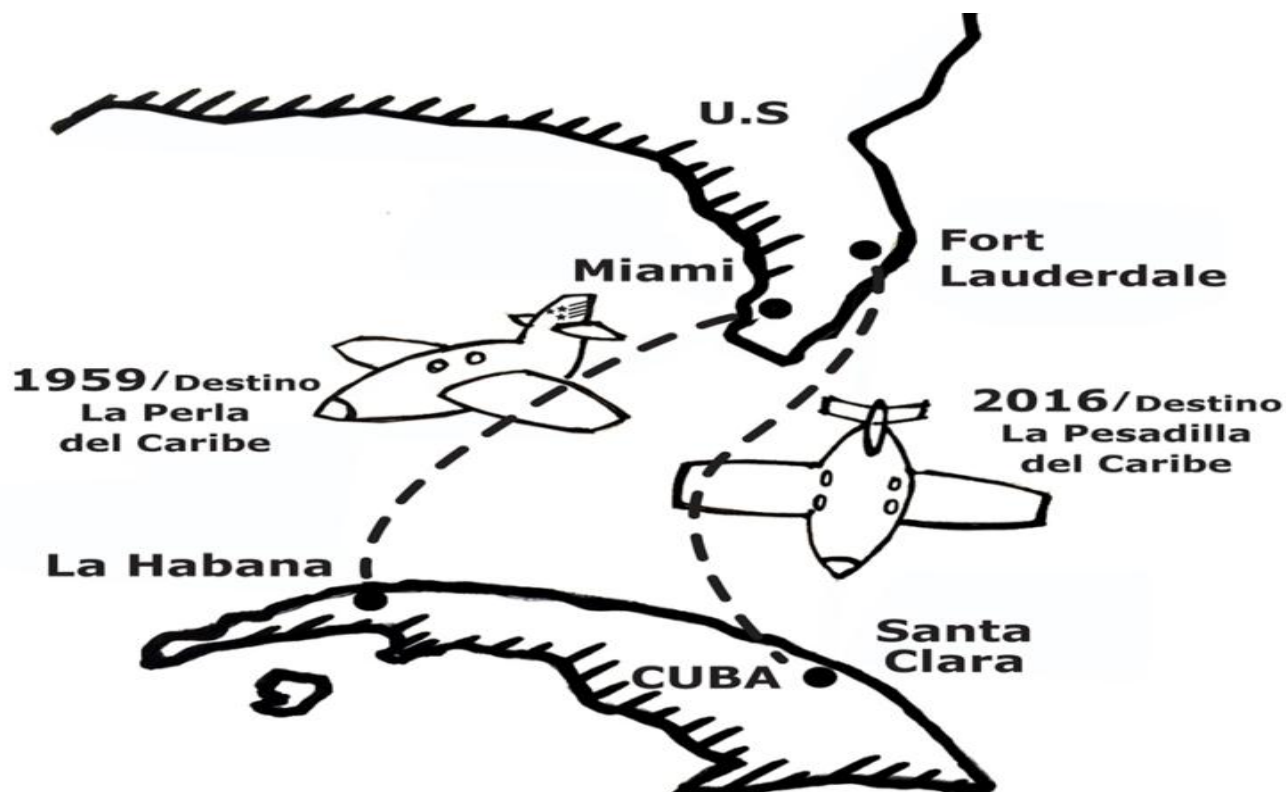 U.S
Fort
Lauderdale
Miami
1959/Destino
La Perla
del Caribe
2016/Destino
La Pesadilla
del Caribe
La Habana
Santa
Clara
CUBA